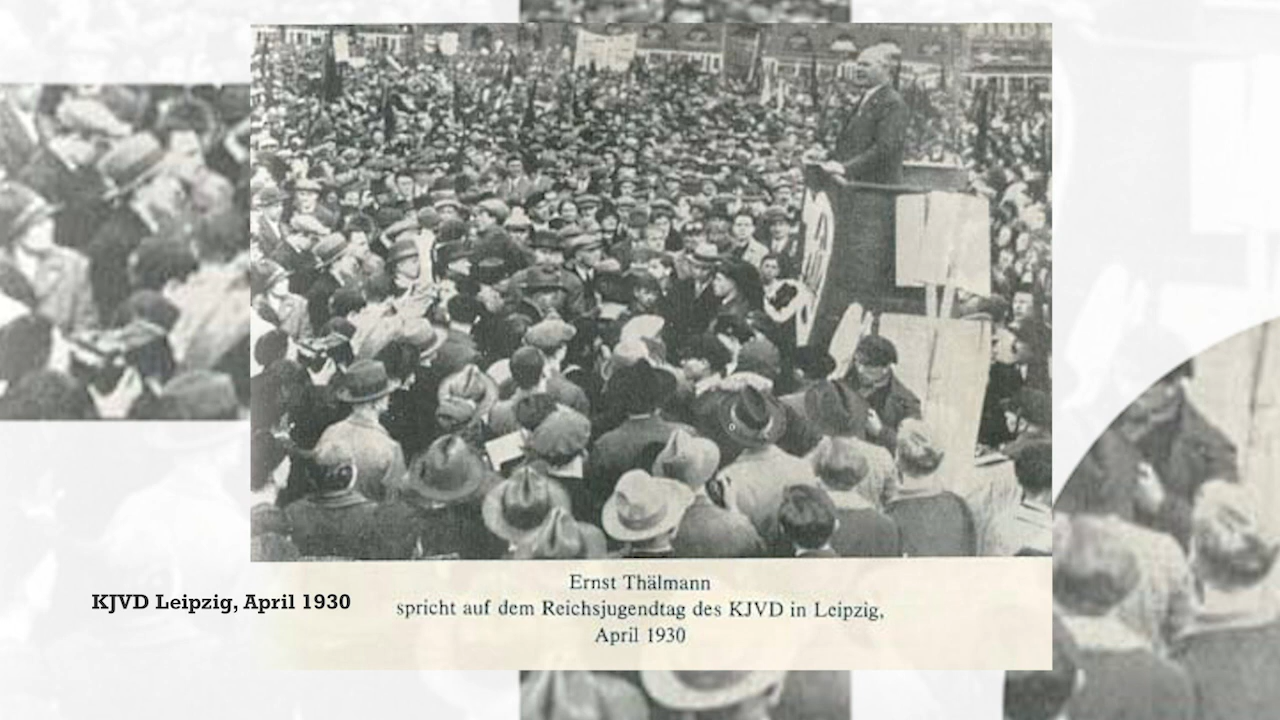 KJVD Leipzig, April 1930
Ernst Thälmann
spricht auf dem Reichsjugendtag des KJVD in Leipzig,
April 1930